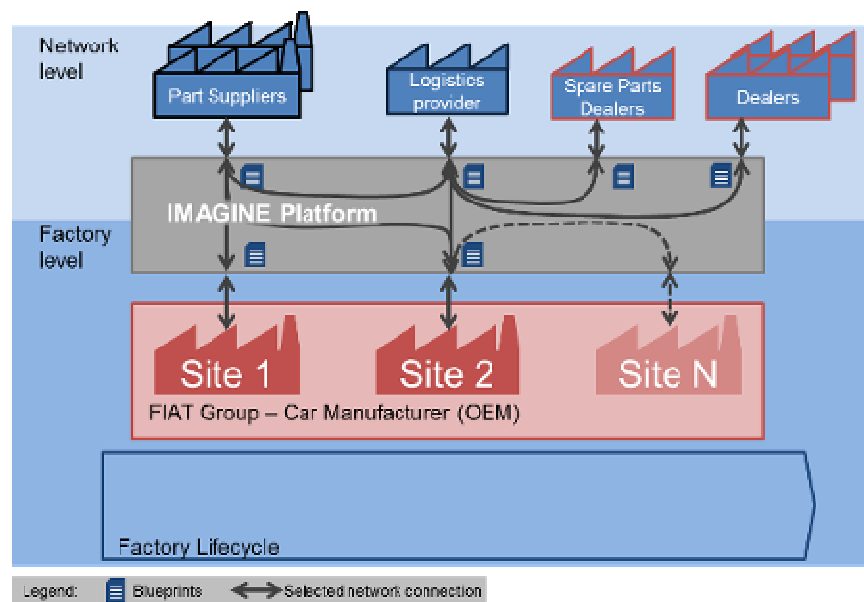 Network
level
Part Suppliers
Logistics
provider
Spare Parts
Dealers
Dealers
IMAGINE Platform
Factory
level
Site 1
Site 2
Site N
FIAT Group – Car Manufacturer (OEM)
Factory Lifecycle
Legend: Blueprints Selected network connection